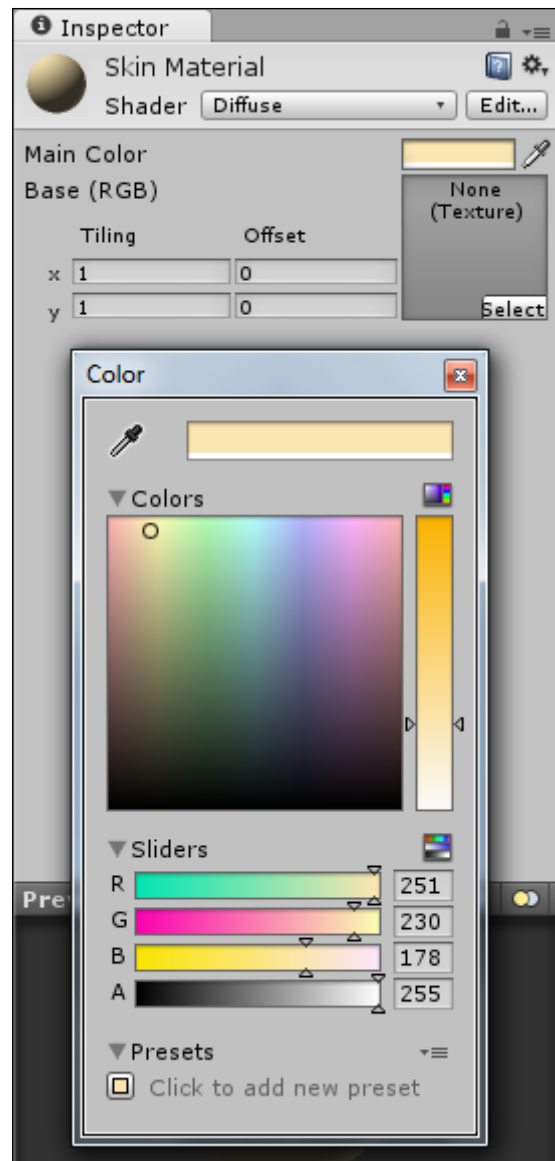 Inspector
Skin Material
Shader Diffuse Edit...
Main Color
Base (RGB)
None
(Texture)
Tiling Offset
x 1 0
y 1 0
Select
Color
Colors
Sliders
R 251
G 230
B 178
A 255
Presets
Click to add new preset